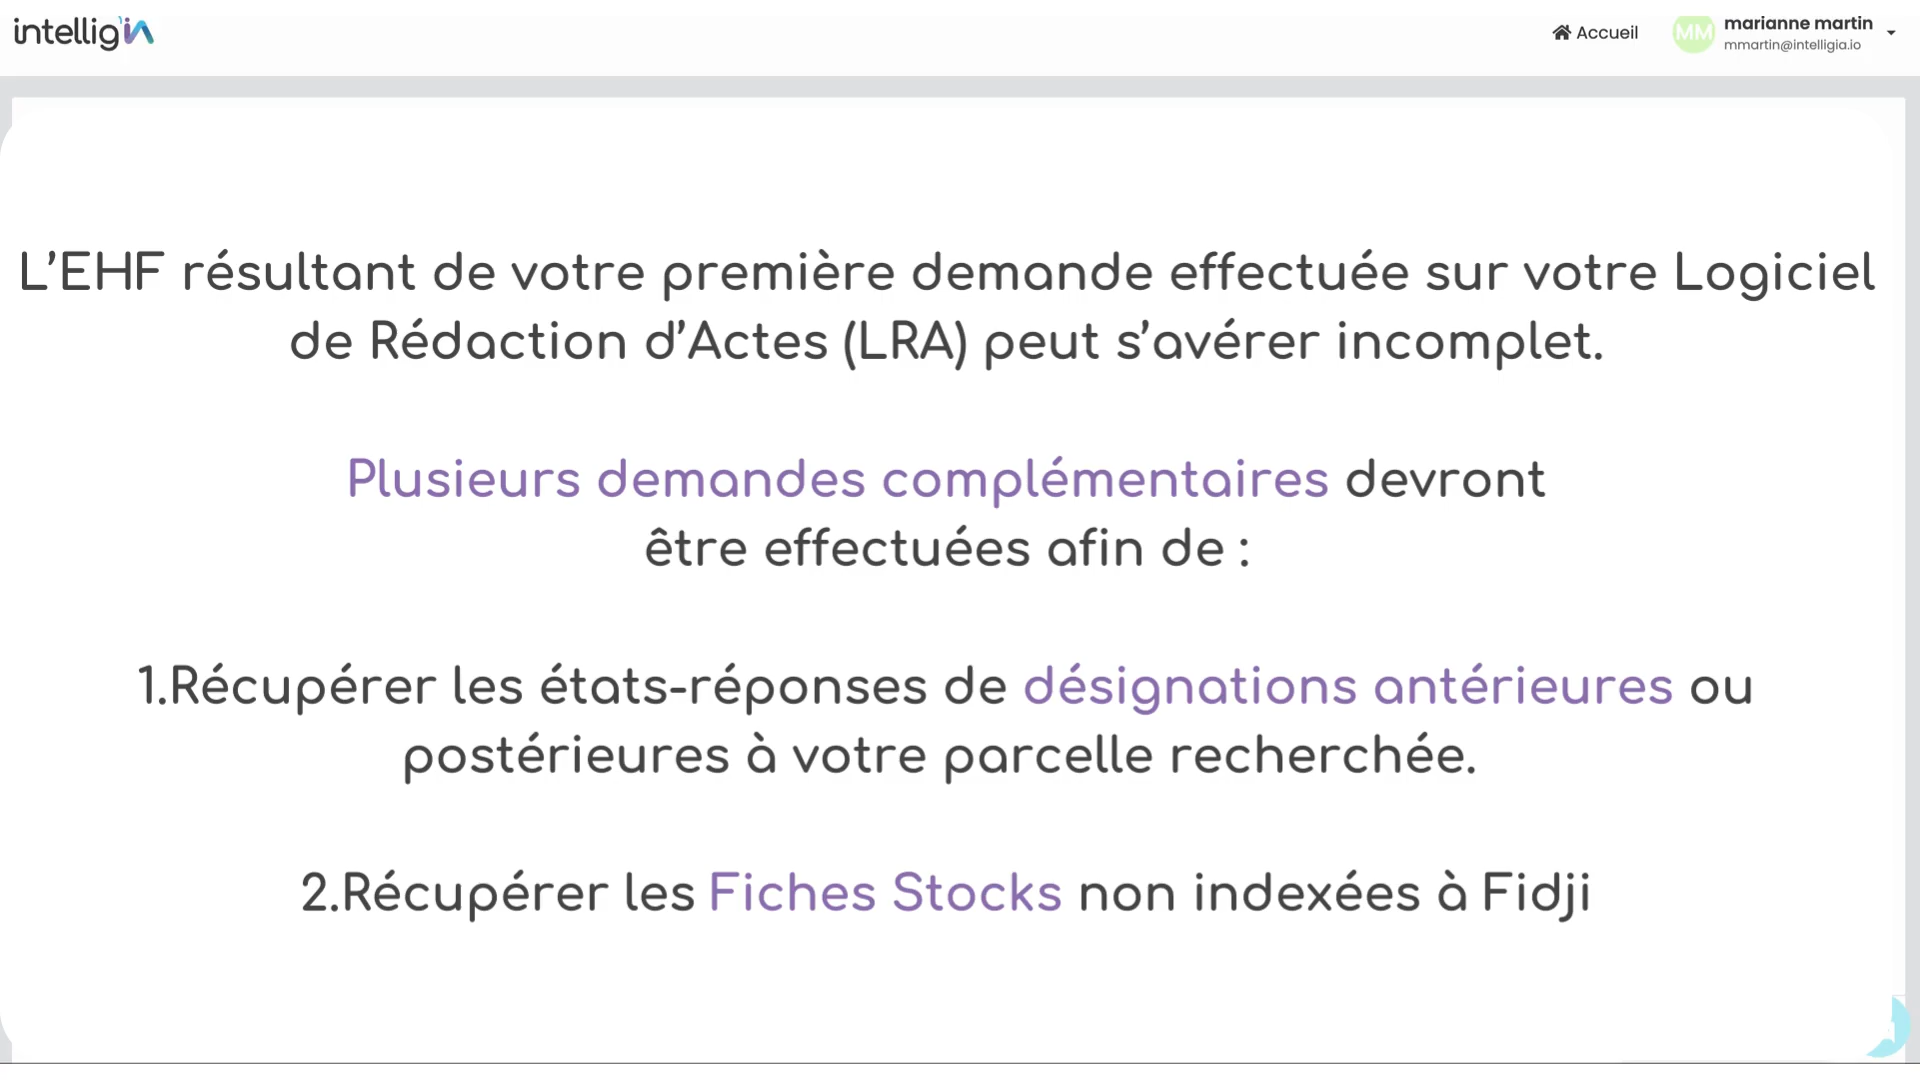 intellig'ia
Accueil
MM
marianne martin
mmartin@intelligia.io
L’EHF résultant de votre première demande effectuée sur votre Logiciel
de Rédaction d’Actes (LRA) peut s’avérer incomplet.
Plusieurs demandes complémentaires devront
être effectuées afin de :
1.Récupérer les états-réponses de désignations antérieures ou
postérieures à votre parcelle recherchée.
2.Récupérer les Fiches Stocks non indexées à Fidji